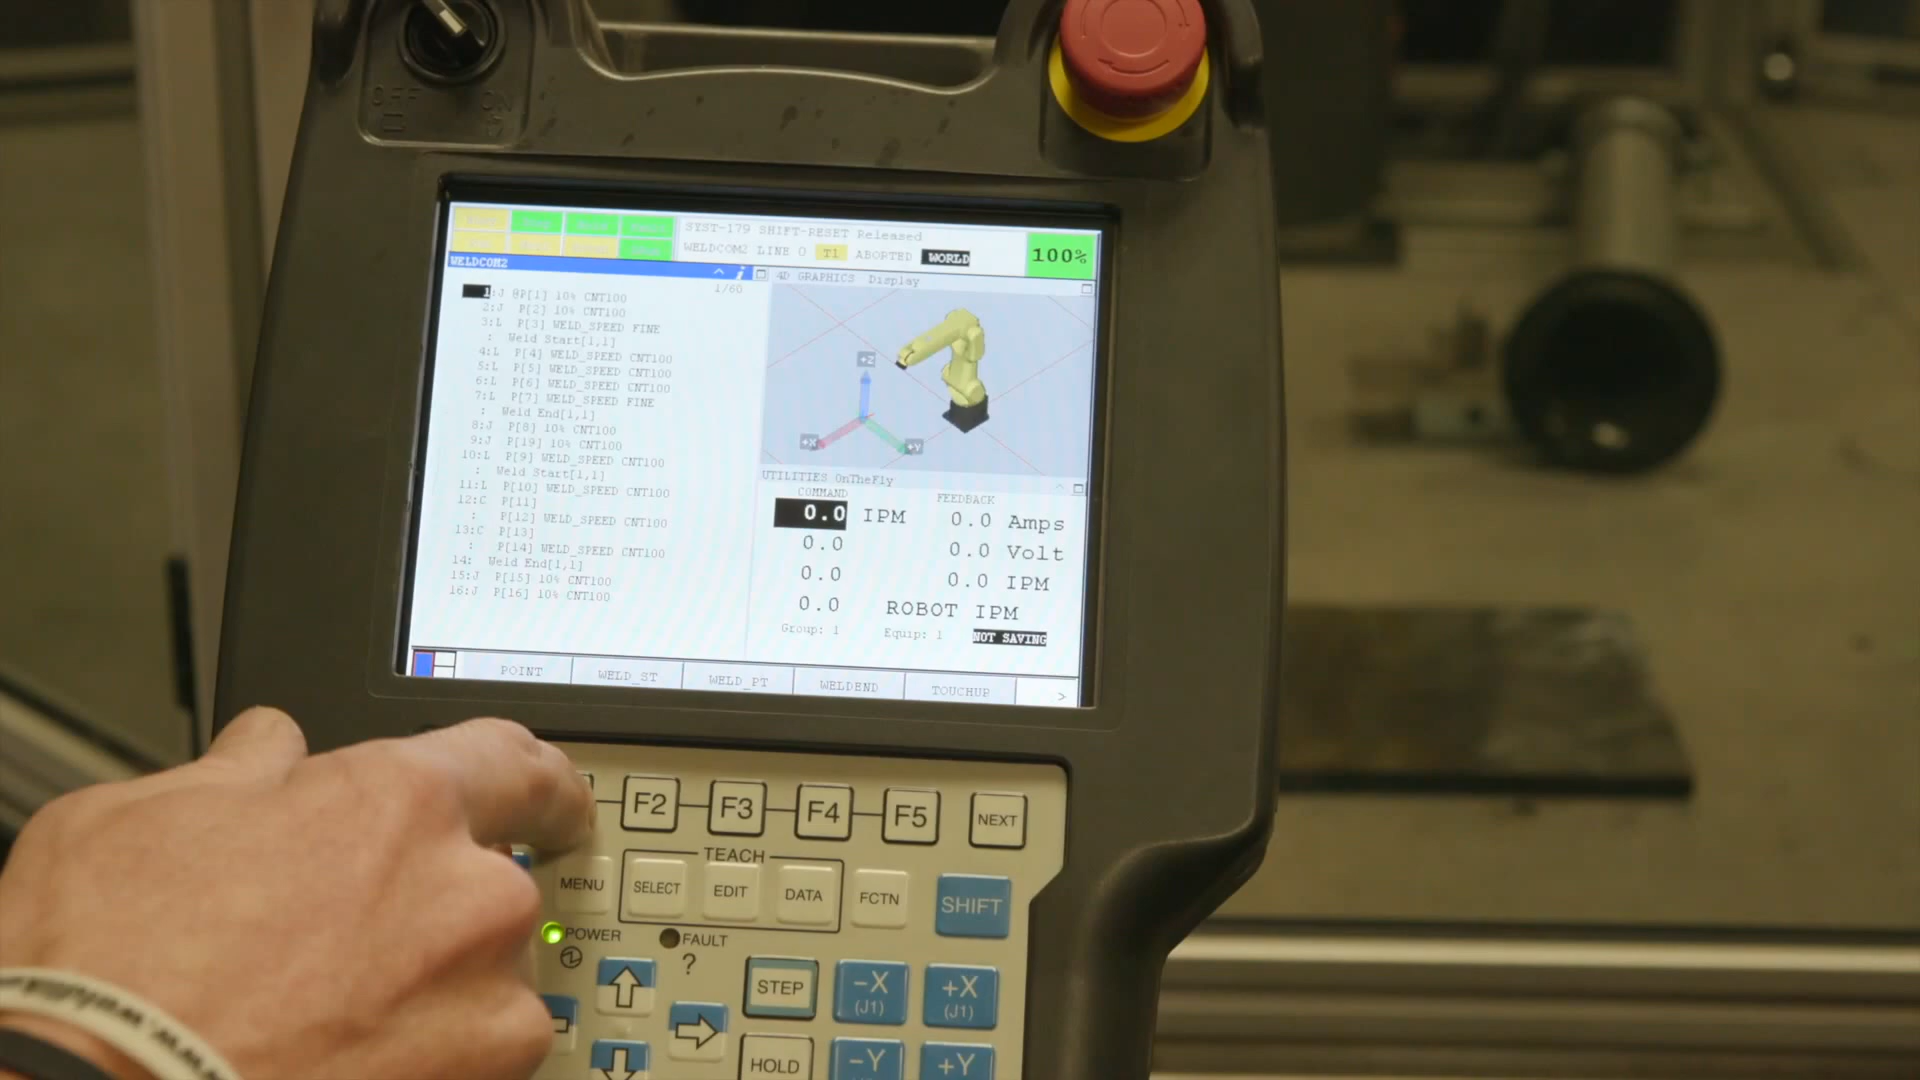 OFF ON
SYST-179 SHIFT-RESET Released
WELDCOM2 LINE 0 T1 ABORTED WORLD
100%
WELDCOM2
1/60
1:J @P[1] 10% CNT100
2:J P[2] 10% CNT100
3:L P[3] WELD_SPEED FINE
: Weld Start[1,1]
4:L P[4] WELD_SPEED CNT100
5:L P[5] WELD_SPEED CNT100
6:L P[6] WELD_SPEED CNT100
7:L P[7] WELD_SPEED FINE
: Weld End[1,1]
8:J P[8] 10% CNT100
9:J P[19] 10% CNT100
10:L P[9] WELD_SPEED CNT100
: Weld Start[1,1]
11:L P[10] WELD_SPEED CNT100
12:C P[11]
: P[12] WELD_SPEED CNT100
13:C P[13]
: P[14] WELD_SPEED CNT100
14: Weld End[1,1]
15:J P[15] 10% CNT100
16:J P[16] 10% CNT100
4D GRAPHICS Display
+Z
+X +Y
UTILITIES OnTheFly
COMMAND FEEDBACK
0.0 IPM 0.0 Amps
0.0 0.0 Volt
0.0 0.0 IPM
0.0 ROBOT IPM
Group: 1 Equip: 1 NOT SAVING
POINT WELD_ST WELD_PT WELDEND TOUCHUP >
F2 F3 F4 F5 NEXT
TEACH
MENU SELECT EDIT DATA FCTN SHIFT
POWER FAULT
?
STEP -X (J1) +X (J1)
HOLD -Y +Y